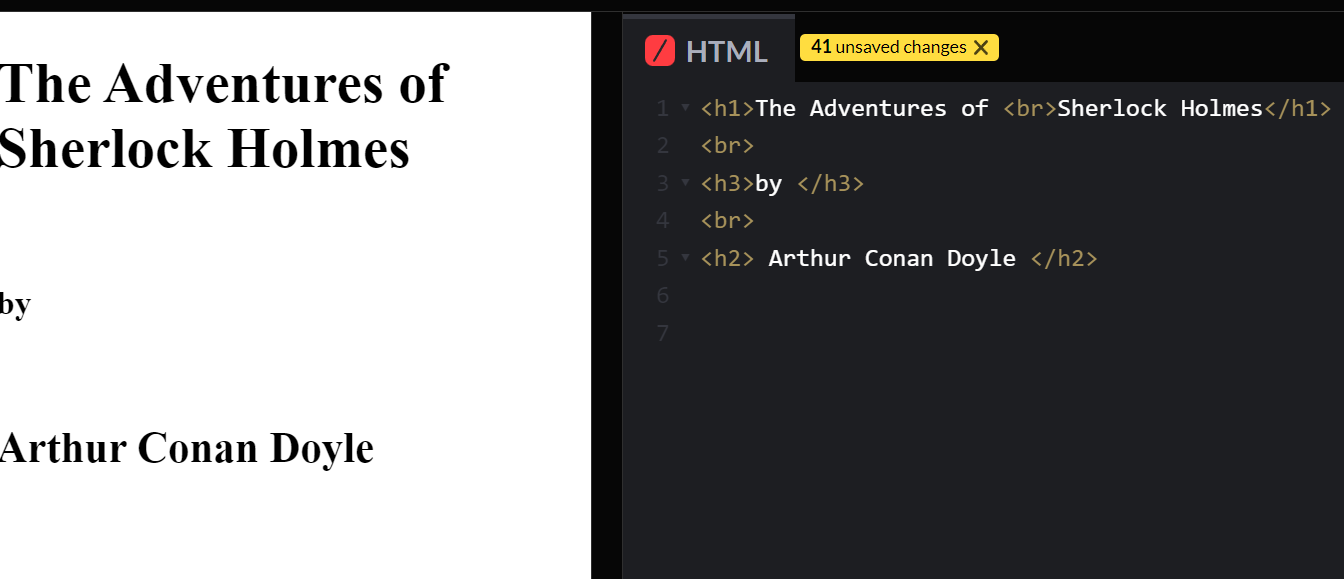 The Adventures of
Sherlock Holmes
by
Arthur Conan Doyle
/ HTML 41 unsaved changes X
1 <h1>The Adventures of <br>Sherlock Holmes</h1>
2 <br>
3 <h3>by </h3>
4 <br>
5 <h2> Arthur Conan Doyle </h2>
6
7